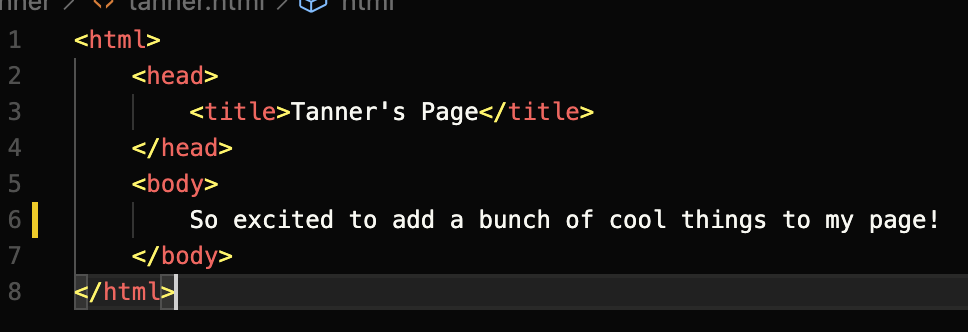 nner > <> tanner.html > html
1 <html>
2     <head>
3         <title>Tanner's Page</title>
4     </head>
5     <body>
6         So excited to add a bunch of cool things to my page!
7     </body>
8 </html>